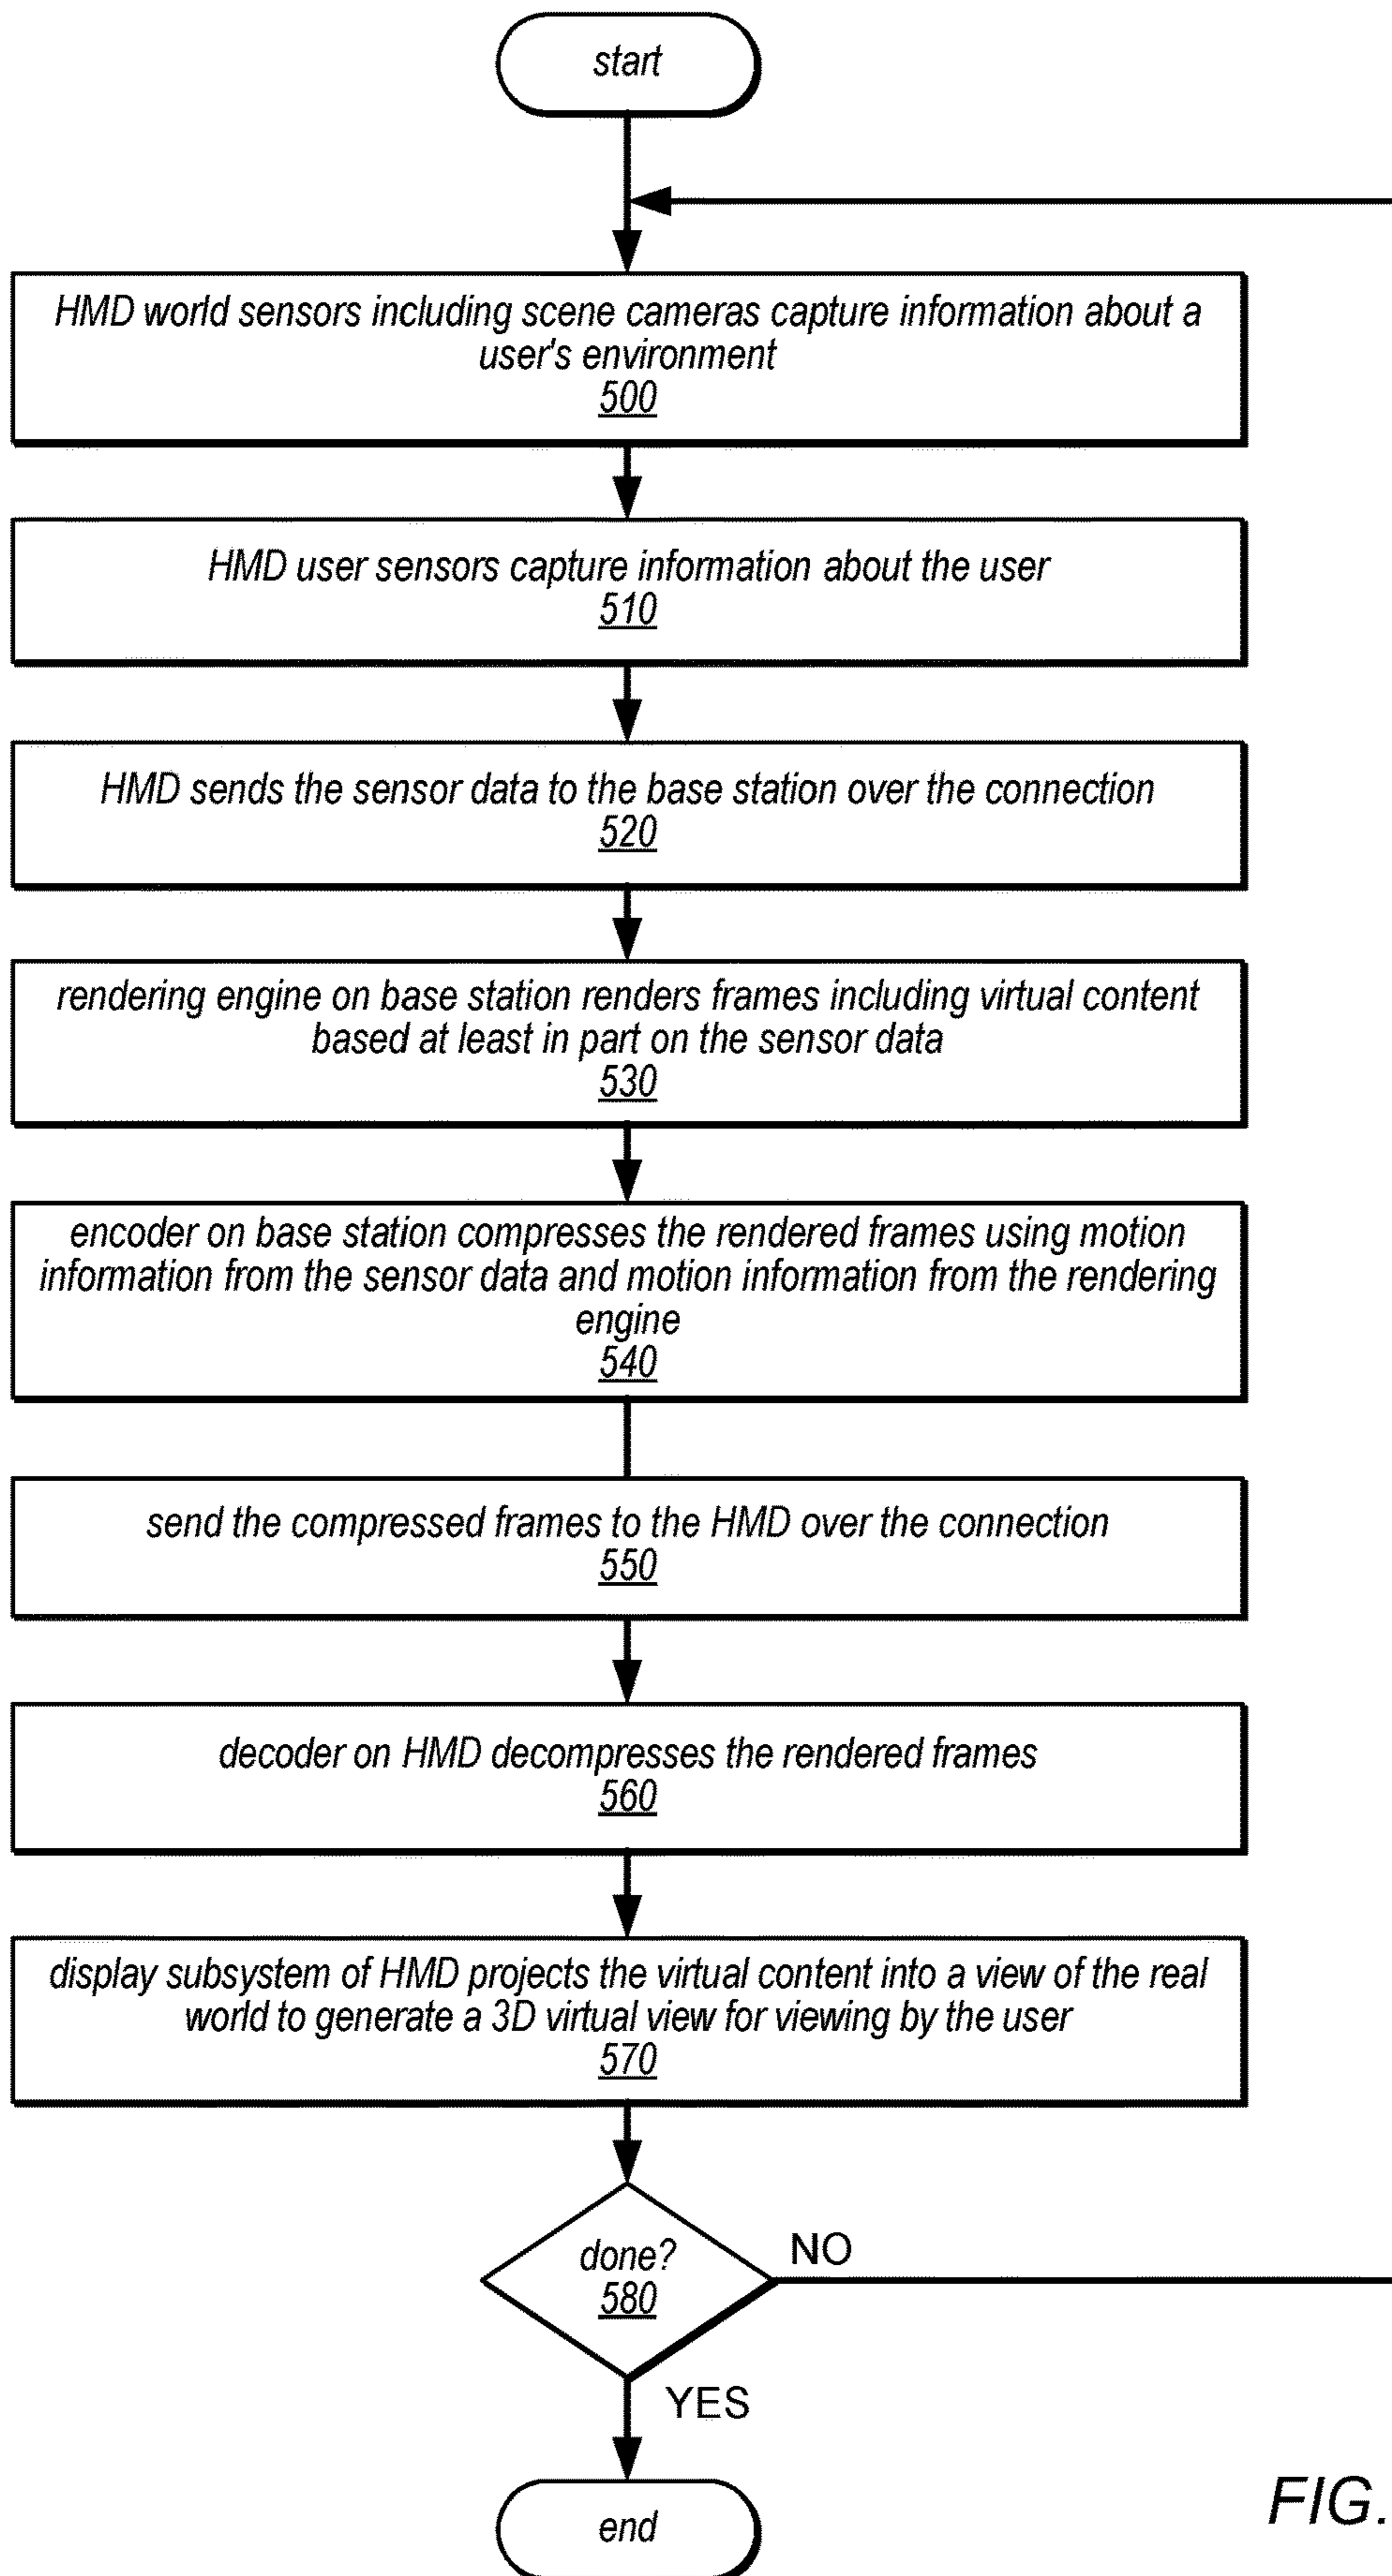 start
HMD world sensors including scene cameras capture information about a
user's environment
500
HMD user sensors capture information about the user
510
HMD sends the sensor data to the base station over the connection
520
rendering engine on base station renders frames including virtual content
based at least in part on the sensor data
530
encoder on base station compresses the rendered frames using motion
information from the sensor data and motion information from the rendering
engine
540
send the compressed frames to the HMD over the connection
550
decoder on HMD decompresses the rendered frames
560
display subsystem of HMD projects the virtual content into a view of the real
world to generate a 3D virtual view for viewing by the user
570
done?
580
NO
YES
end
FIG.